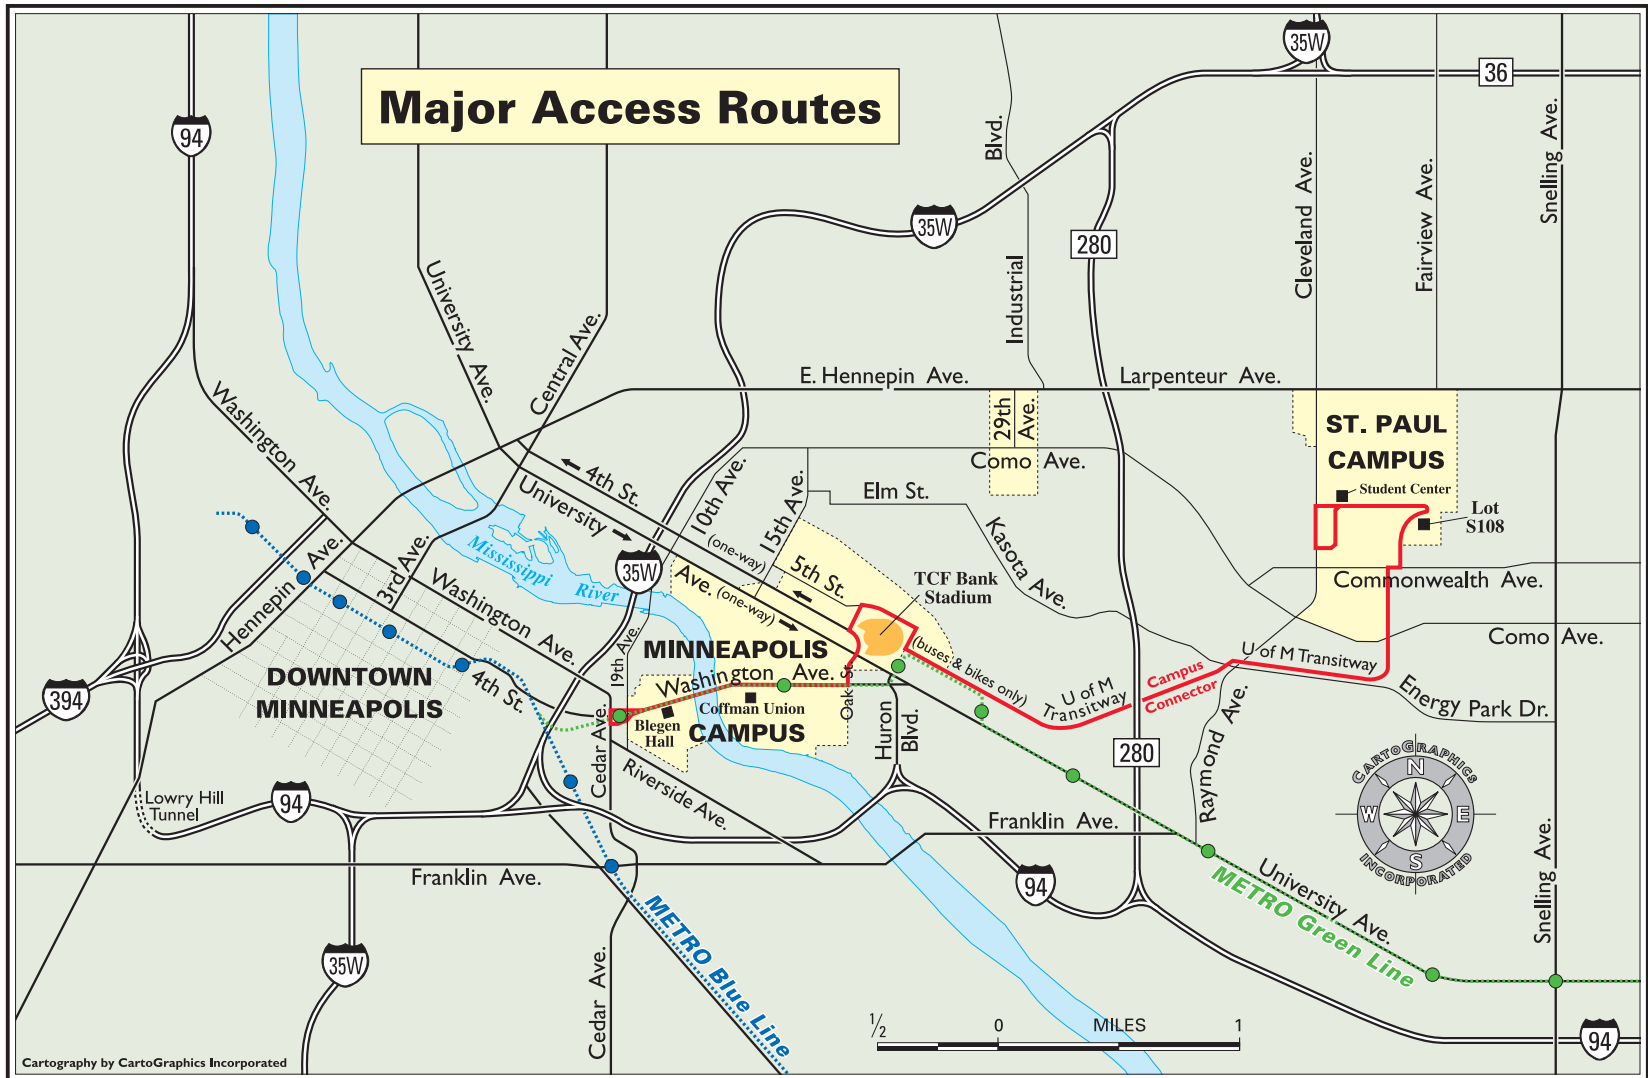 Major Access Routes
35W
36
94
Blvd.
Cleveland Ave.
Fairview Ave.
Snelling Ave.
35W
280
University Ave.
Central Ave.
Industrial
E. Hennepin Ave.
Larpenteur Ave.
Washington Ave.
29th
Ave.
ST. PAUL
CAMPUS
4th St.
10th Ave.
15th Ave.
Como Ave.
Student Center
Elm St.
Lot
S108
University
(one-way)
Kasota Ave.
Mississippi
River
35W
5th St.
TCF Bank
Stadium
Ave.
(one-way)
Commonwealth Ave.
Hennepin Ave.
3rd Ave.
Washington Ave.
19th Ave.
MINNEAPOLIS
(buses & bikes only)
Como Ave.
U of M Transitway
394
DOWNTOWN
MINNEAPOLIS
4th St.
Washington Ave.
Coffman Union
Oak St.
U of M
Transitway
Campus
Connector
Energy Park Dr.
Blegen
Hall
CAMPUS
Huron
Blvd.
Raymond Ave.
280
Cedar Ave.
Riverside Ave.
CARTOGRAPHICS
N
W
E
S
INCORPORATED
Lowry Hill
Tunnel
94
Franklin Ave.
Franklin Ave.
94
University Ave.
METRO Green Line
Snelling Ave.
METRO Blue Line
35W
Cedar Ave.
1/2
0
MILES
1
94
Cartography by CartoGraphics Incorporated